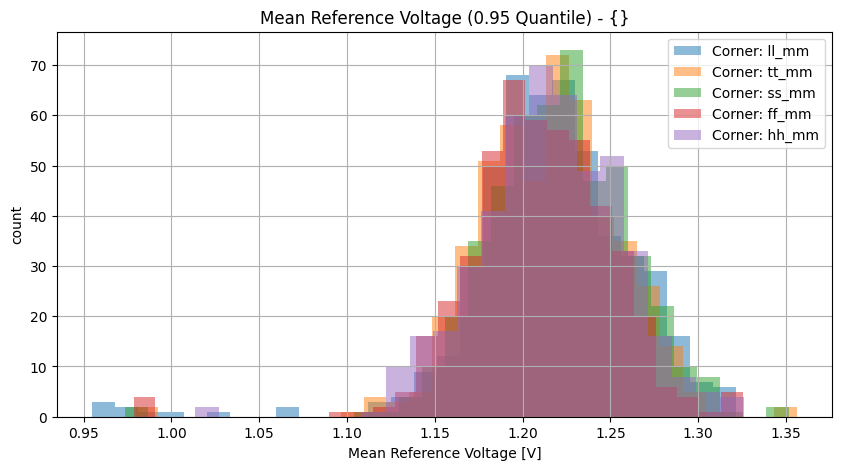 Mean Reference Voltage (0.95 Quantile) - {}
Corner: ll_mm
Corner: tt_mm
Corner: ss_mm
Corner: ff_mm
Corner: hh_mm
count
70
60
50
40
30
20
10
0
0.95 1.00 1.05 1.10 1.15 1.20 1.25 1.30 1.35
Mean Reference Voltage [V]